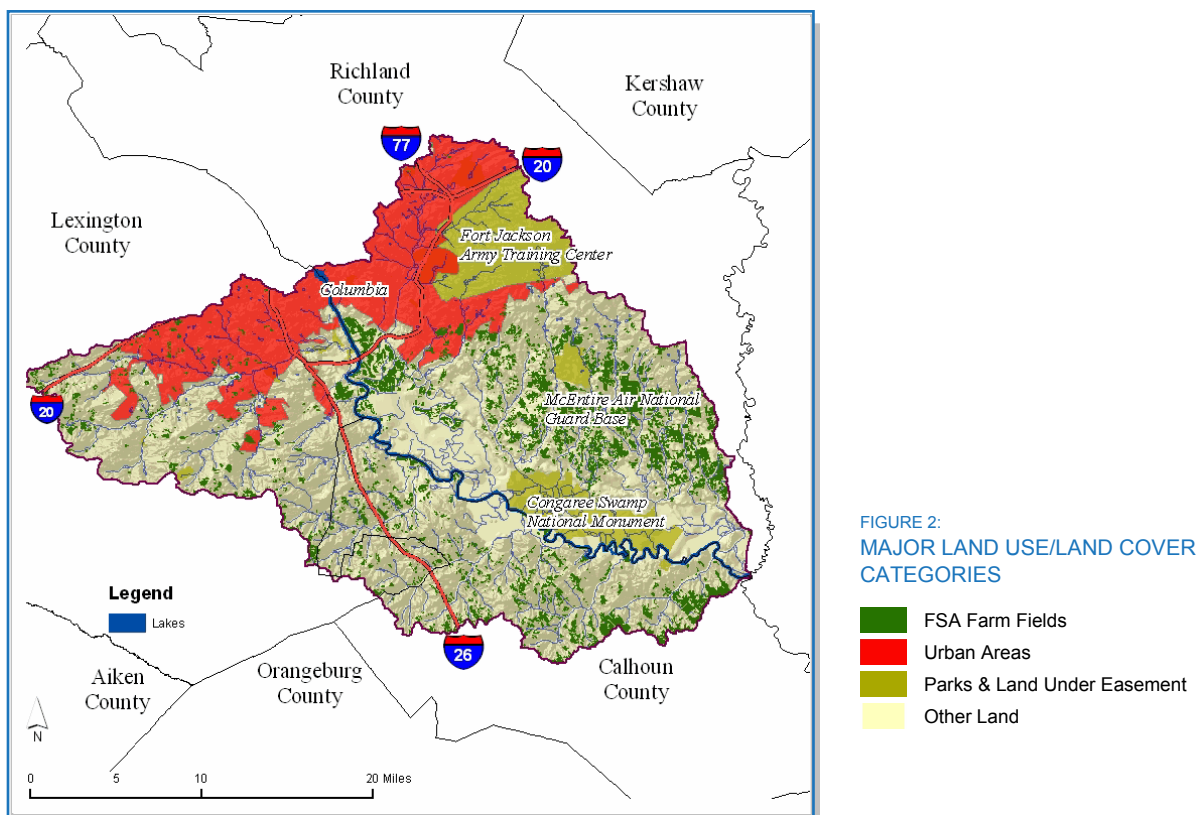 Richland
County
Kershaw
County
77
20
Lexington
County
Fort Jackson
Army Training Center
Columbia
20
McEntire Air National
Guard Base
Congaree Swamp
National Monument
Legend
Lakes
26
Aiken
County
Orangeburg
County
Calhoun
County
N
0 5 10 20 Miles
FIGURE 2:
MAJOR LAND USE/LAND COVER
CATEGORIES
FSA Farm Fields
Urban Areas
Parks & Land Under Easement
Other Land